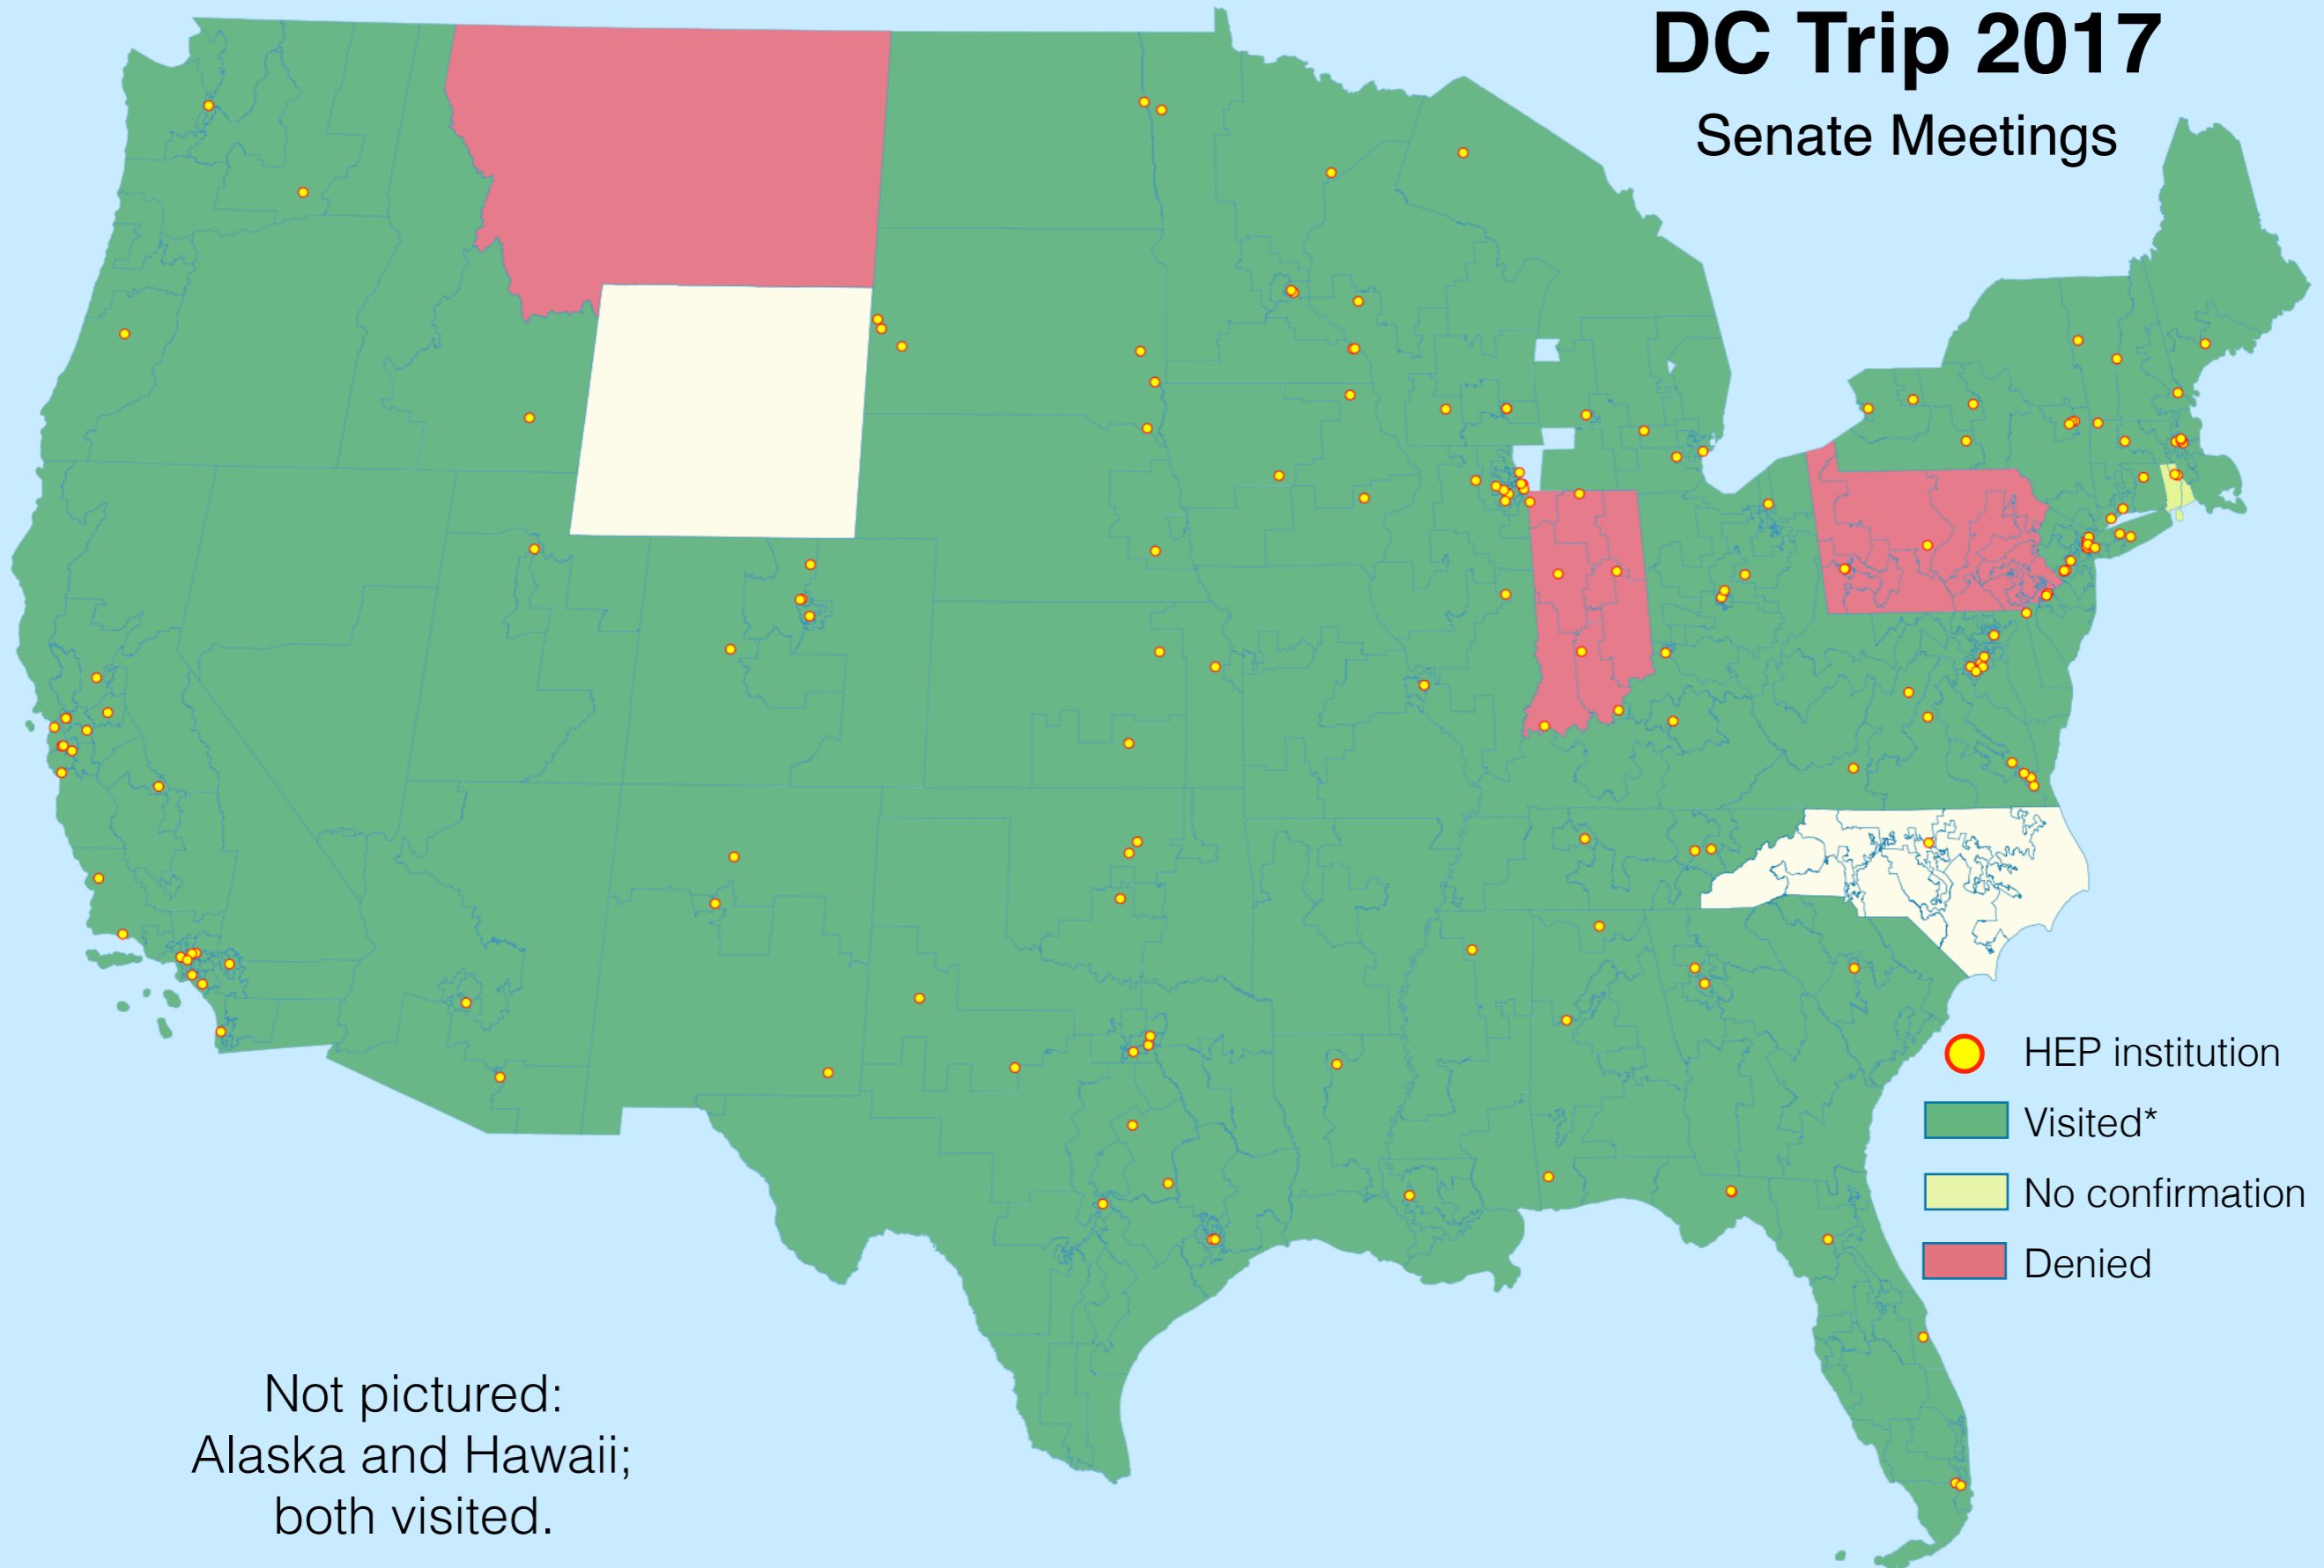 DC Trip 2017
Senate Meetings
HEP institution
Visited*
No confirmation
Denied
Not pictured:
Alaska and Hawaii;
both visited.